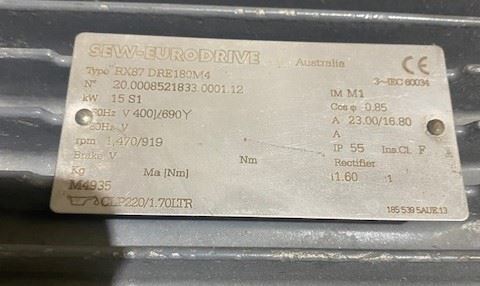 SEW-EURODRIVE Australia CE
Type RX87 DRE180M4 3~IEC 60034
N° 20.0008521833.0001.12 IM M1
kW 15 S1 Cos φ 0,85
50Hz V 400∆/690Y A 23.00/16.80
60Hz V A
rpm 1,470/919 IP 55 Ins.Cl. F
Brake V Nm Rectifier
Kg Ma [Nm] i 1.60 :1
M4935
CLP220/1.70LTR 185 539 5AUE.13